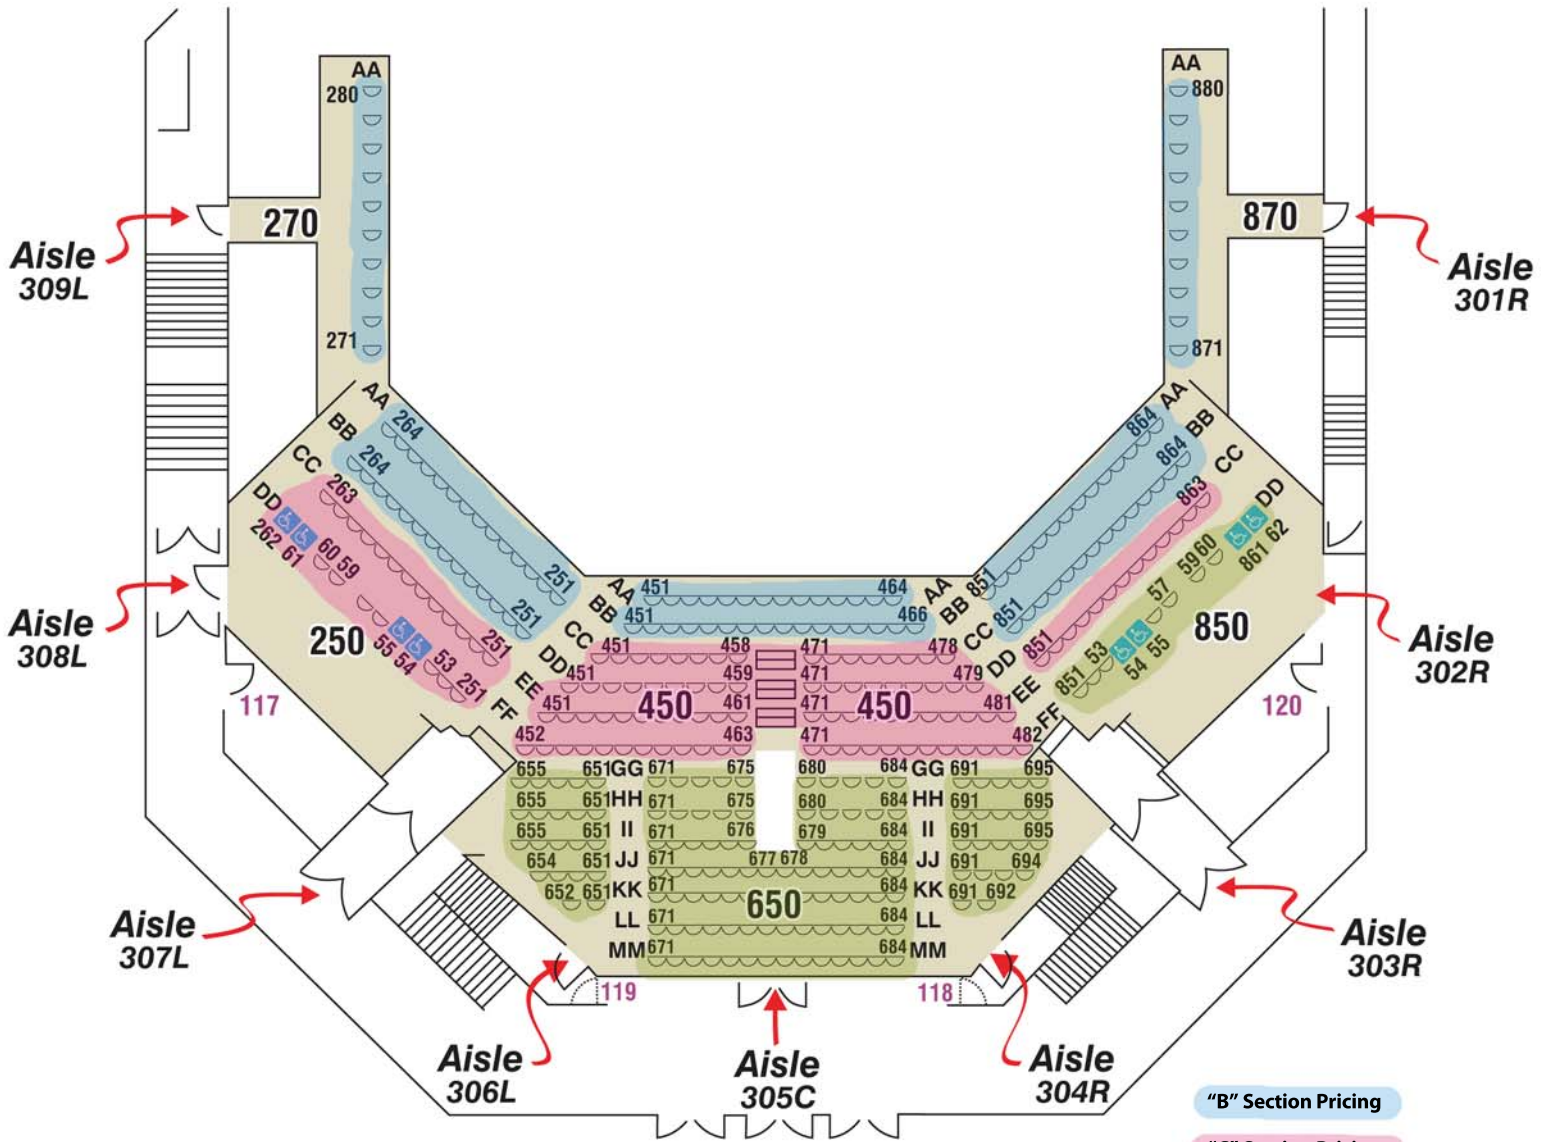 AA
280
270
271
Aisle
309L
AA
880
870
871
Aisle
301R
AA
BB
CC
DD
264
264
263
262 61
60 59
55 54
53
251
251
251
251
250
Aisle
308L
117
AA
BB
CC
DD
864
864
863
861 62
59 60
57
54 55
851 53
851
851
851
850
Aisle
302R
120
AA 451 464 AA
BB 451 466 BB
CC 451 458 471 478 CC
DD 451 459 471 479 DD
EE 451 461 471 481 EE
450 450
FF 452 463 471 482 FF
655 651 GG 671 675 680 684 GG 691 695
655 651 HH 671 675 680 684 HH 691 695
655 651 II 671 676 679 684 II 691 695
654 651 JJ 671 677 678 684 JJ 691 694
652 651 KK 671 684 KK 691 692
650
LL 671 684 LL
MM 671 684 MM
119
118
Aisle
307L
Aisle
306L
Aisle
305C
Aisle
304R
Aisle
303R
"B" Section Pricing